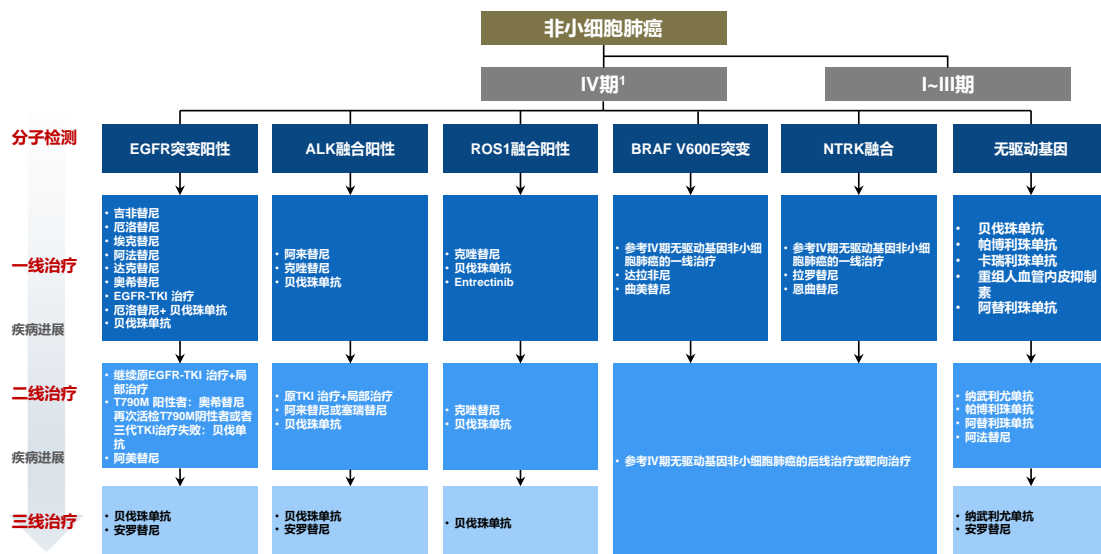 非小细胞肺癌
IV期¹
I~III期
分子检测
EGFR突变阳性
ALK融合阳性
ROS1融合阳性
BRAF V600E突变
NTRK融合
无驱动基因
一线治疗
• 吉非替尼
• 厄洛替尼
• 埃克替尼
• 阿法替尼
• 达克替尼
• 奥希替尼
• EGFR-TKI 治疗
• 厄洛替尼+ 贝伐珠单抗
• 贝伐珠单抗
• 阿来替尼
• 克唑替尼
• 贝伐珠单抗
• 克唑替尼
• 贝伐珠单抗
• Entrectinib
• 参考IV期无驱动基因非小细
胞肺癌的一线治疗
• 达拉非尼
• 曲美替尼
• 参考IV期无驱动基因非小细
胞肺癌的一线治疗
• 拉罗替尼
• 恩曲替尼
• 贝伐珠单抗
• 帕博利珠单抗
• 卡瑞利珠单抗
• 重组人血管内皮抑制
素
• 阿替利珠单抗
疾病进展
二线治疗
• 继续原EGFR-TKI 治疗+局
部治疗
• T790M 阳性者：奥希替尼
再次活检T790M阴性者或者
三代TKI治疗失败：贝伐单
抗
• 阿美替尼
• 原TKI 治疗+局部治疗
• 阿来替尼或塞瑞替尼
• 贝伐珠单抗
• 克唑替尼
• 贝伐珠单抗
• 参考IV期无驱动基因非小细胞肺癌的后线治疗或靶向治疗
• 纳武利尤单抗
• 帕博利珠单抗
• 阿替利珠单抗
• 阿法替尼
疾病进展
三线治疗
• 贝伐珠单抗
• 安罗替尼
• 贝伐珠单抗
• 安罗替尼
• 贝伐珠单抗
• 纳武利尤单抗
• 安罗替尼